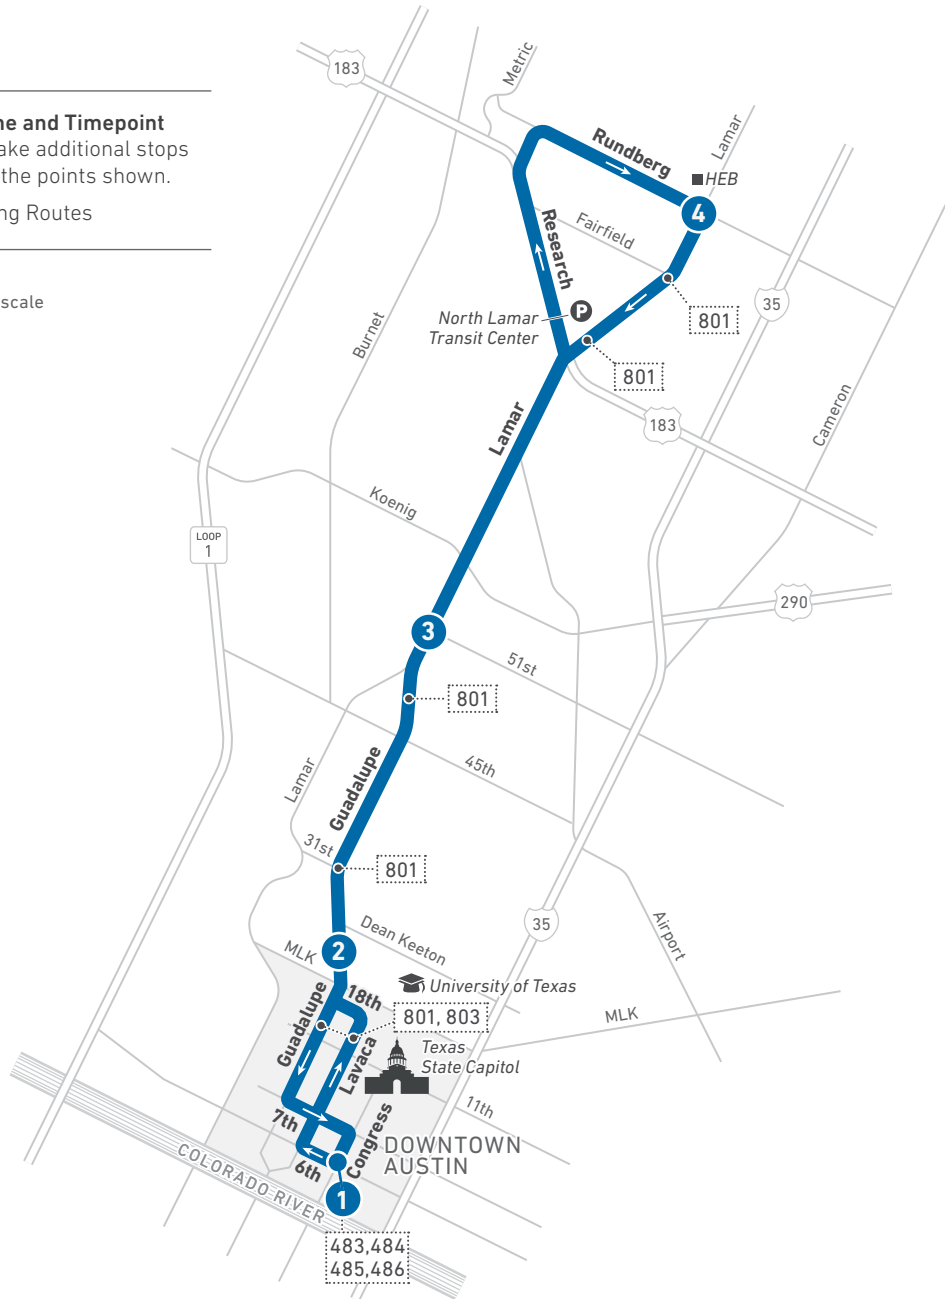 ne and Timepoint
ake additional stops
the points shown.
ng Routes
scale
183
Metric
Rundberg
Lamar
HEB
4
Fairfield
Research
35
801
P
North Lamar
Transit Center
Burnet
801
Cameron
183
Lamar
Koenig
LOOP
1
290
3
51st
801
45th
Lamar
Guadalupe
31st
801
35
Airport
Dean Keeton
MLK
2
University of Texas
18th
801, 803
MLK
Guadalupe
Lavaca
Texas
State Capitol
11th
7th
Congress
DOWNTOWN
AUSTIN
6th
COLORADO RIVER
1
483,484
485,486